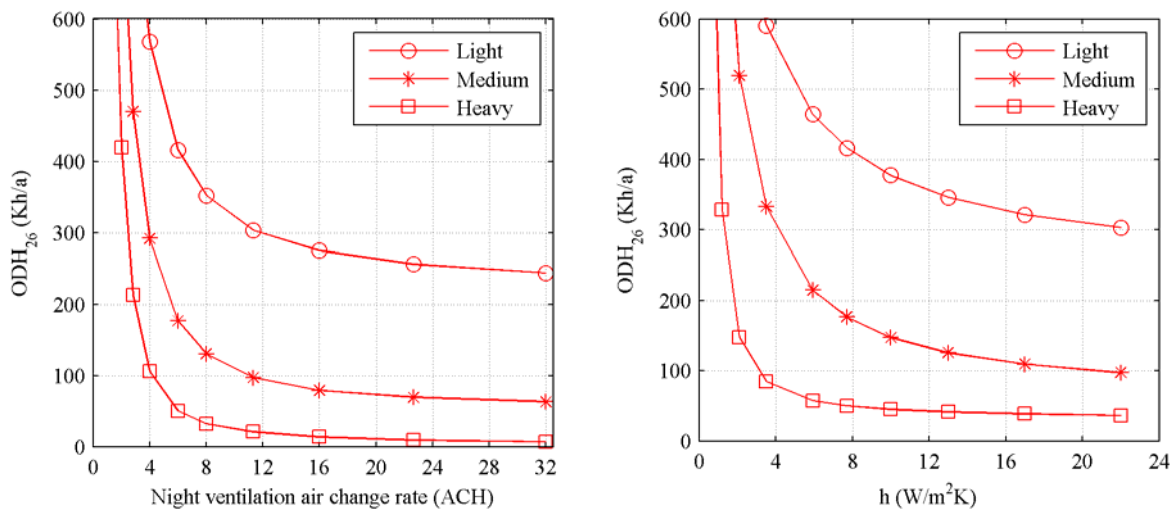 600
500
400
300
200
100
0
ODH26 (Kh/a)
Light
Medium
Heavy
0 4 8 12 16 20 24 28 32
Night ventilation air change rate (ACH)
600
500
400
300
200
100
0
ODH26 (Kh/a)
Light
Medium
Heavy
0 4 8 12 16 20 24
h (W/m²K)